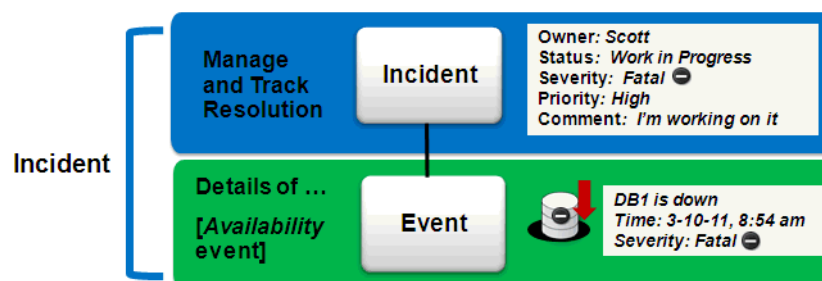 Incident
Manage
and Track
Resolution
Incident
Owner: Scott
Status: Work in Progress
Severity: Fatal
Priority: High
Comment: I'm working on it
Details of ...
[Availability
event]
Event
DB1 is down
Time: 3-10-11, 8:54 am
Severity: Fatal